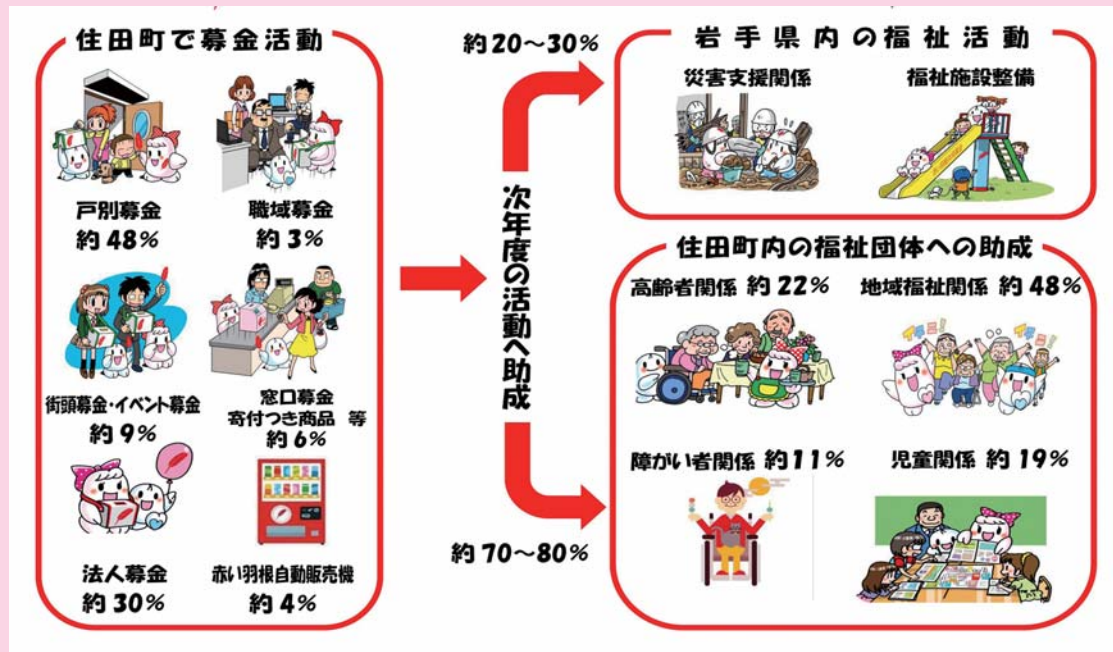 住田町で募金活動
戸別募金
約48%
職域募金
約3%
街頭募金・イベント募金
約9%
窓口募金
寄付つき商品 等
約6%
法人募金
約30%
赤い羽根自動販売機
約4%
約20～30%
次年度の活動へ助成
約70～80%
岩手県内の福祉活動
災害支援関係
福祉施設整備
住田町内の福祉団体への助成
高齢者関係 約22%
地域福祉関係 約48%
障がい者関係 約11%
児童関係 約19%